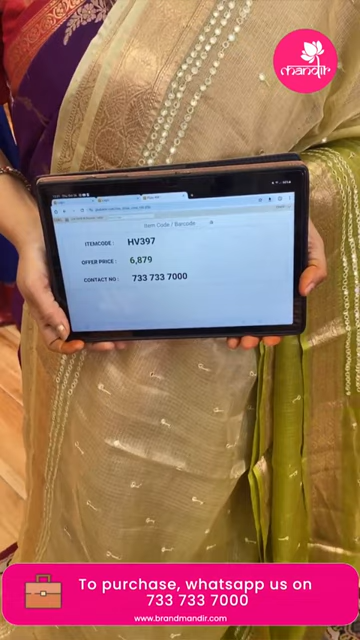 mandir
Item Code / Barcode
ITEMCODE : HV397
OFFER PRICE : 6,879
CONTACT NO : 733 733 7000
To purchase, whatsapp us on
733 733 7000
www.brandmandir.com